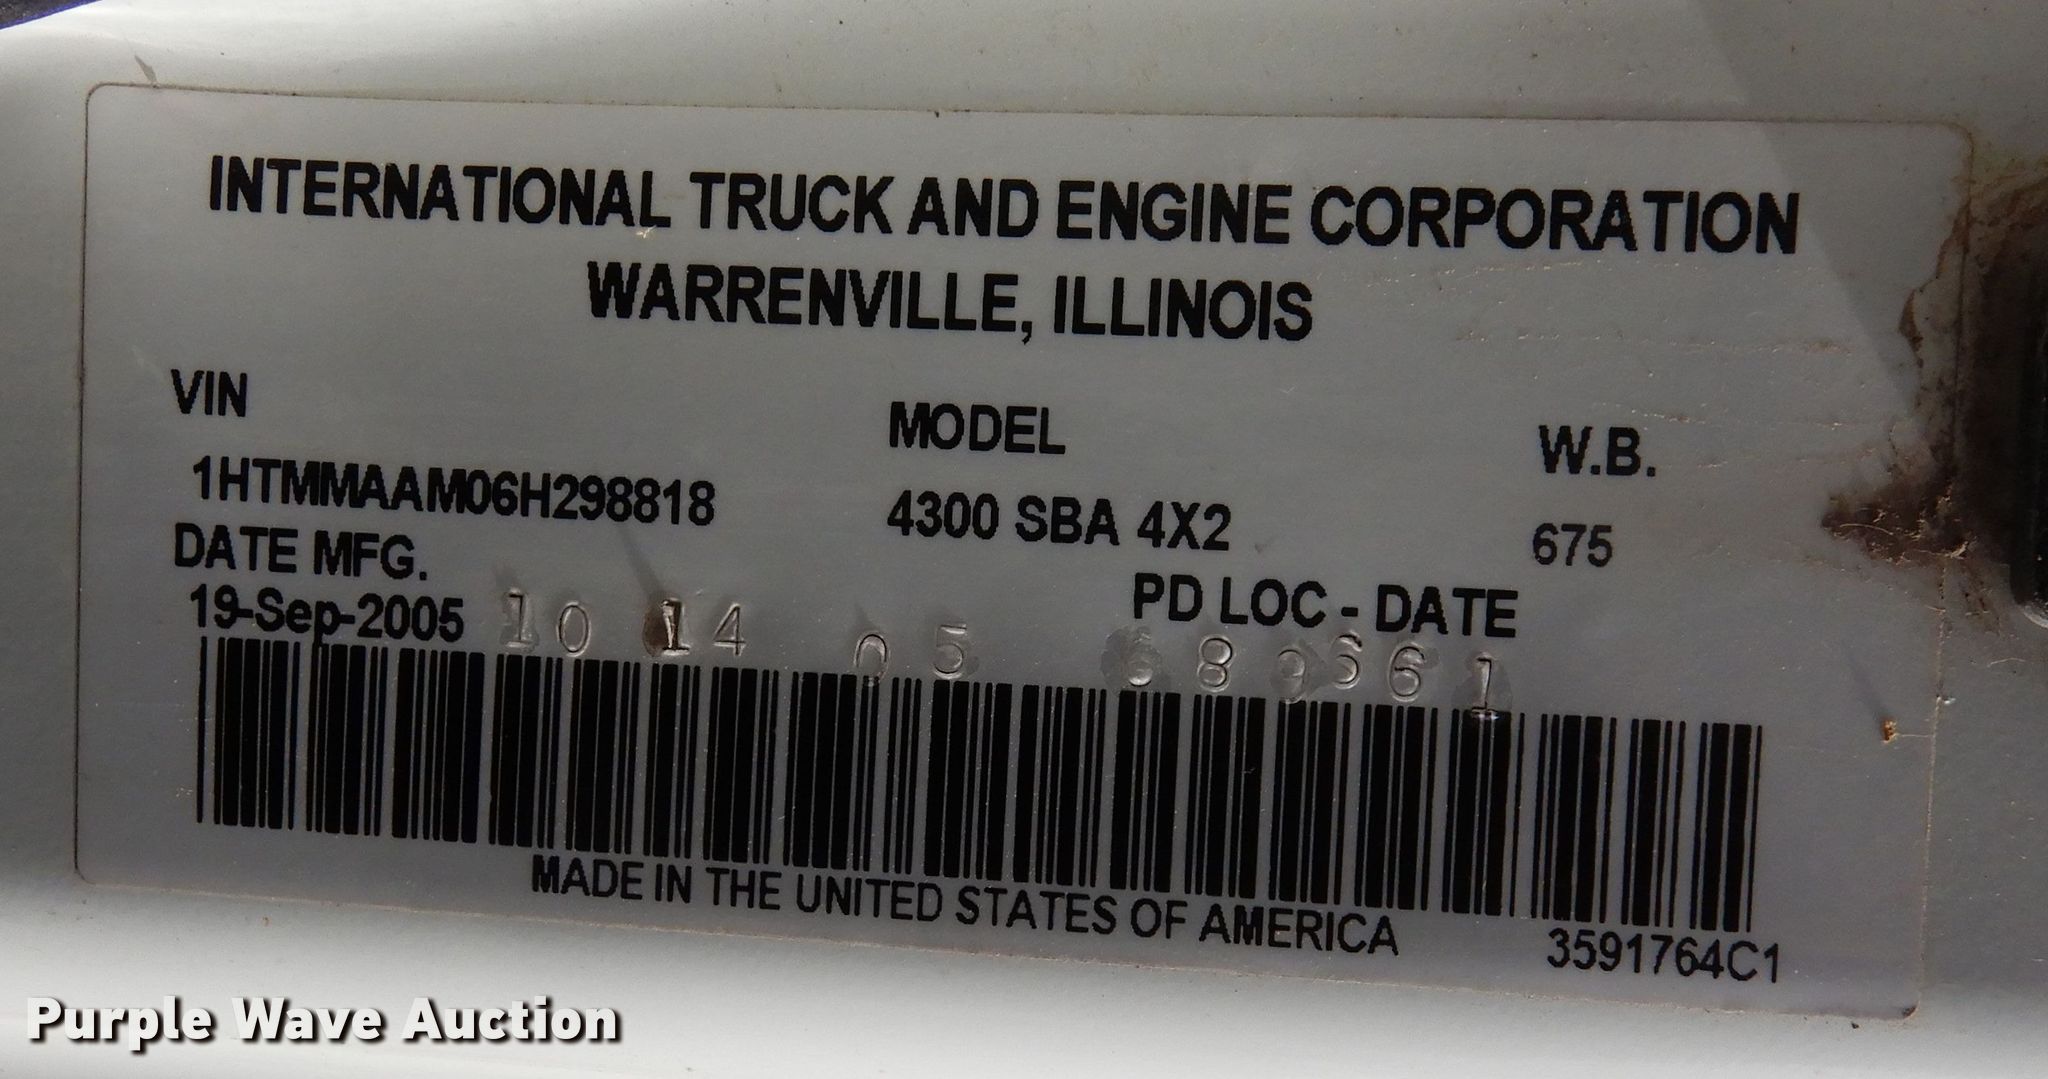 INTERNATIONAL TRUCK AND ENGINE CORPORATION
WARRENVILLE, ILLINOIS
VIN MODEL W.B.
1HTMMAAM06H298818 4300 SBA 4X2 675
DATE MFG. PD LOC - DATE
19-Sep-2005 10 14 05 689661
MADE IN THE UNITED STATES OF AMERICA 3591764C1
Purple Wave Auction